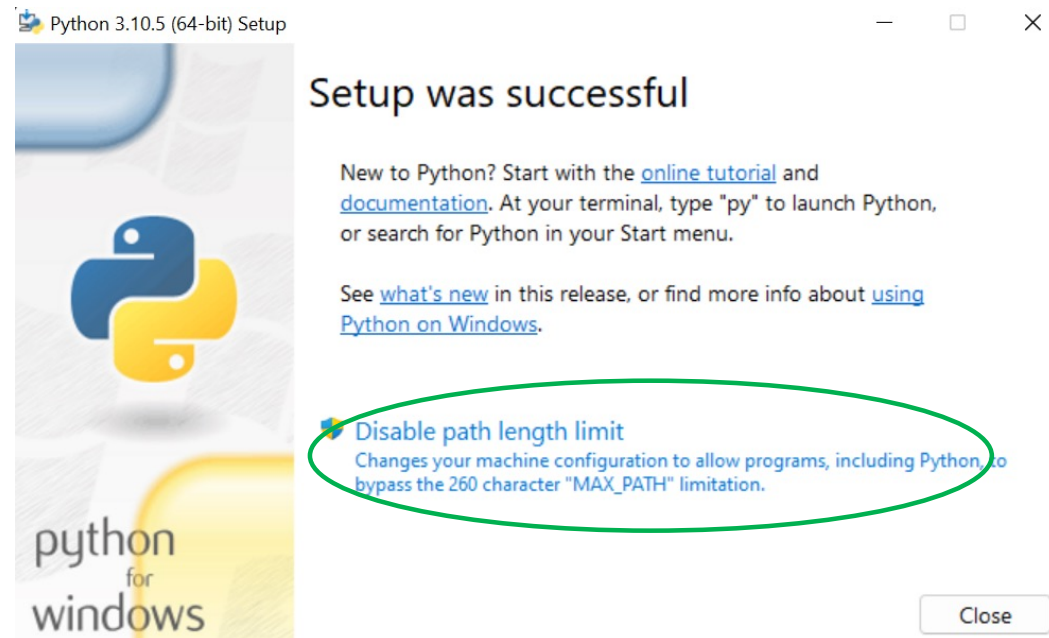 Python 3.10.5 (64-bit) Setup
Setup was successful
New to Python? Start with the online tutorial and
documentation. At your terminal, type "py" to launch Python,
or search for Python in your Start menu.
See what's new in this release, or find more info about using
Python on Windows.
Disable path length limit
Changes your machine configuration to allow programs, including Python, to
bypass the 260 character "MAX_PATH" limitation.
python
for
windows
Close